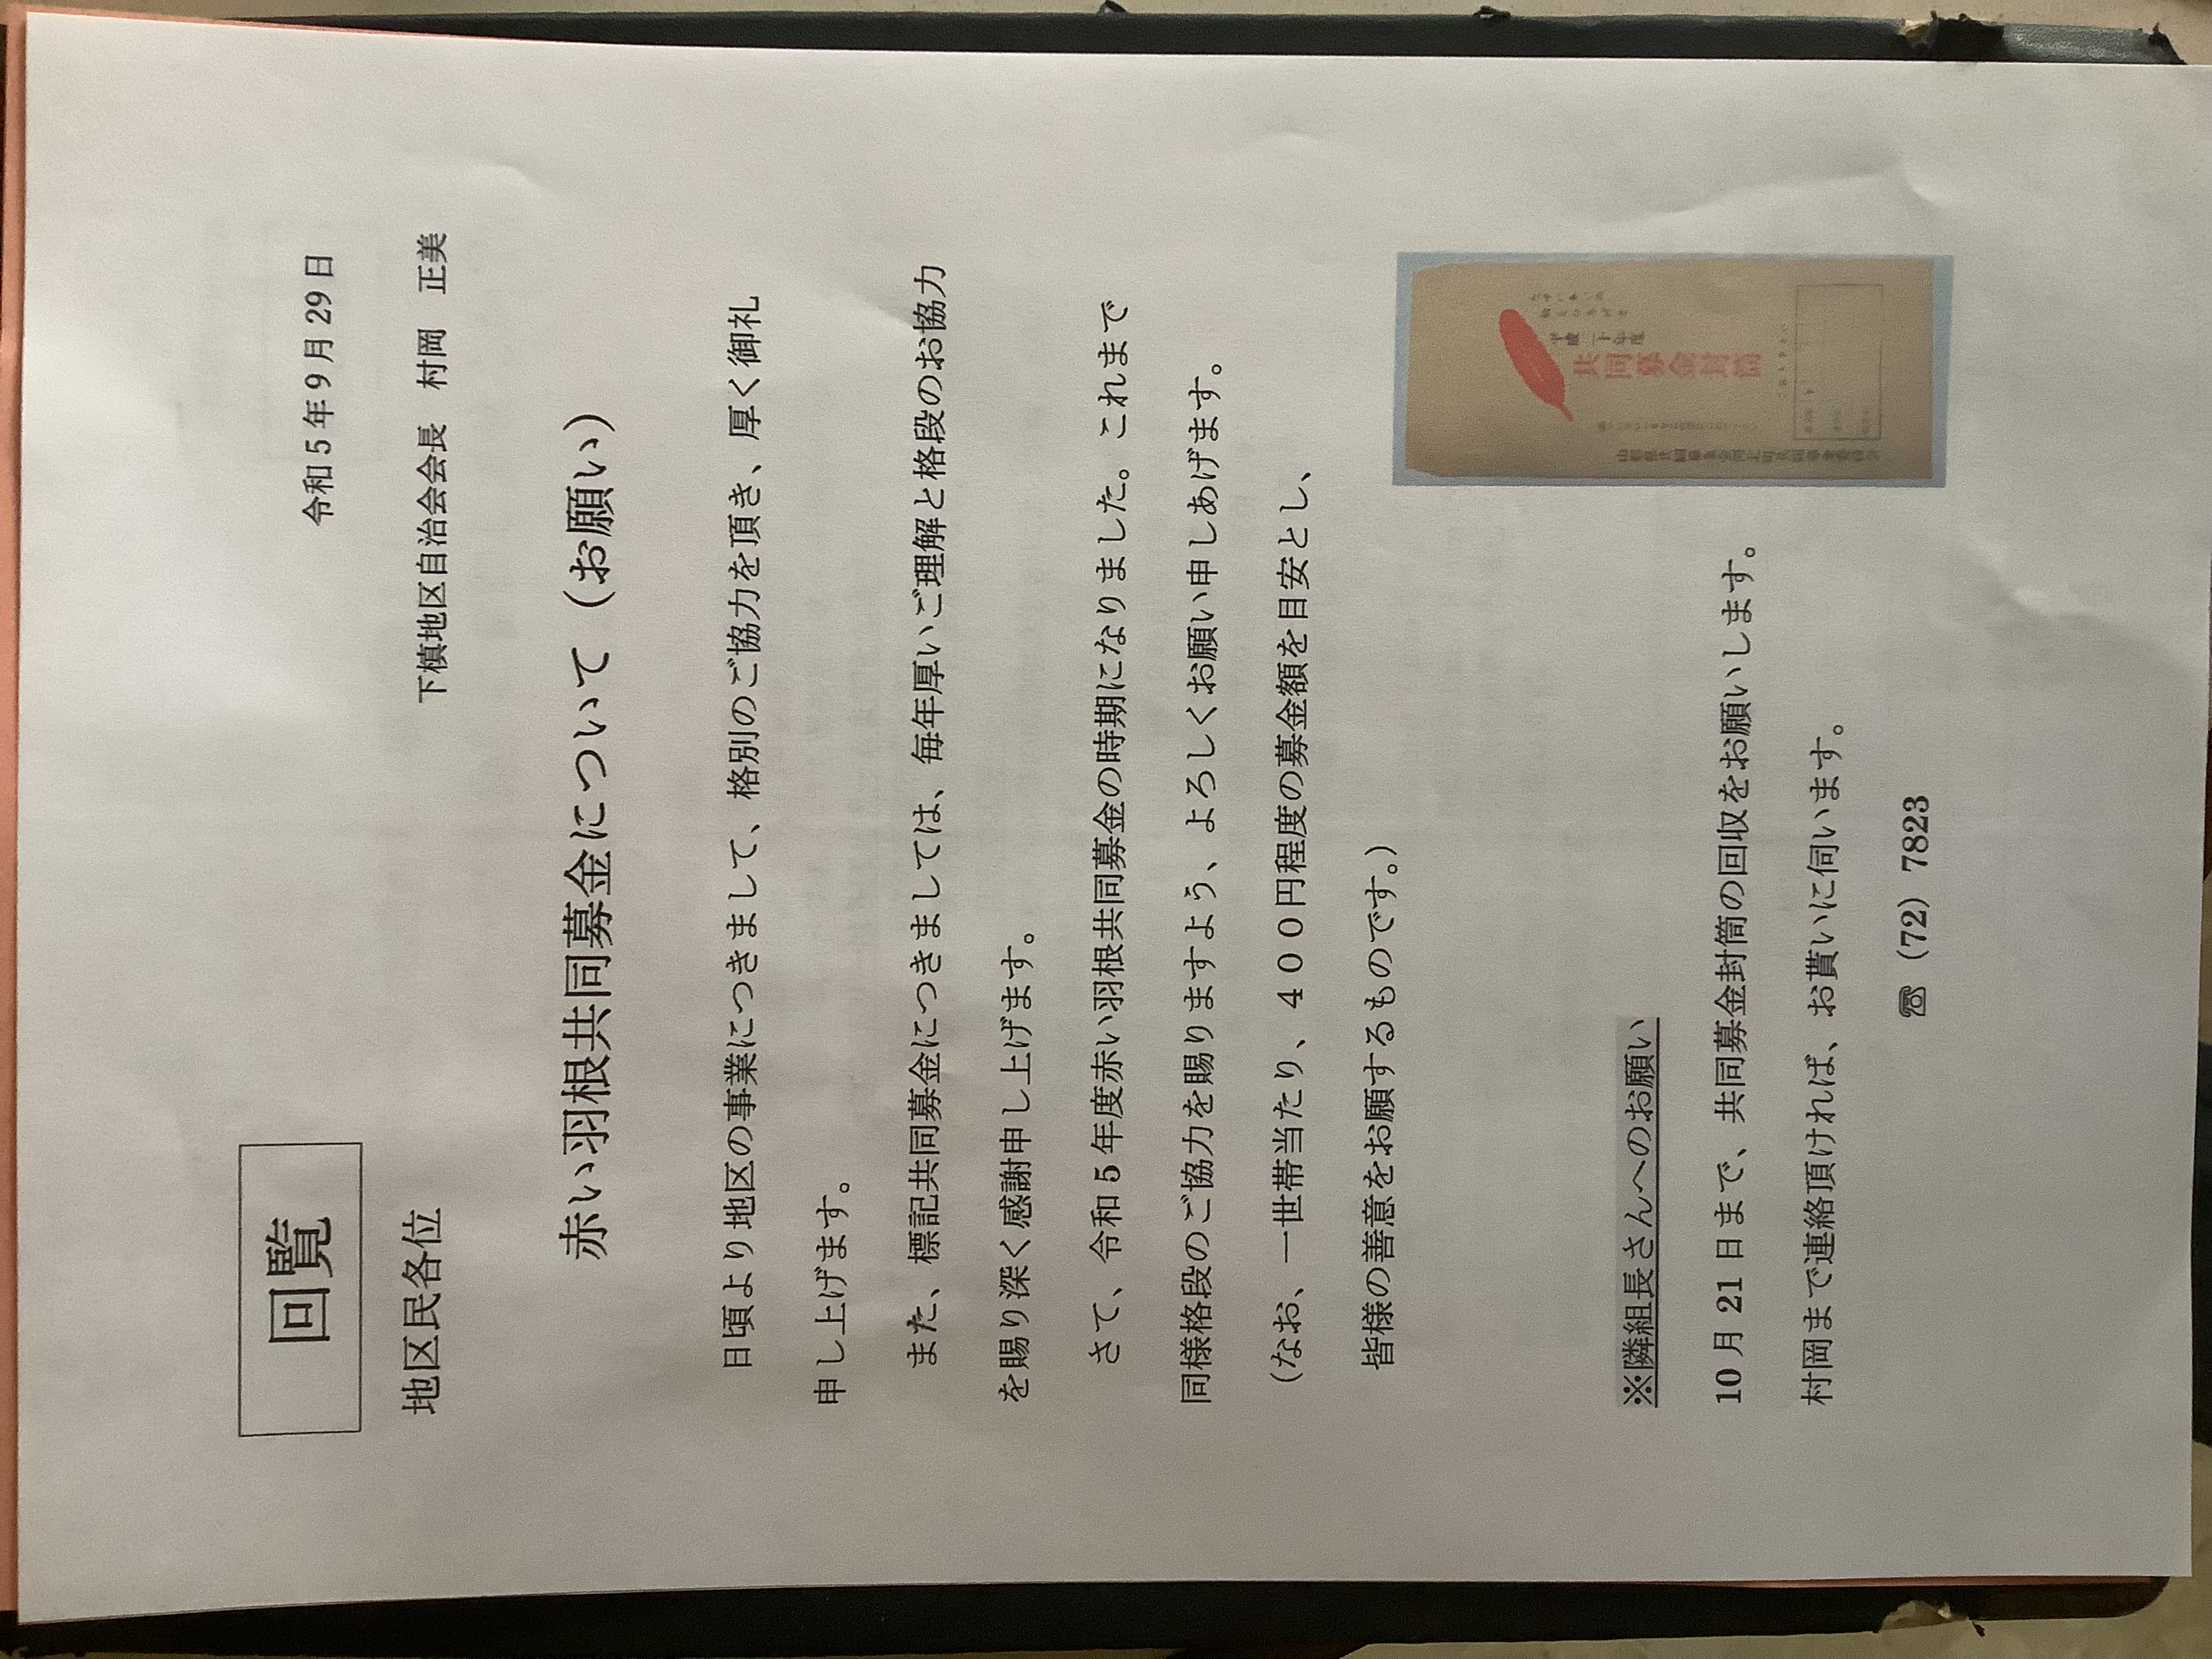 回覧
令和5年9月29日
地区民各位
下槙地区自治会会長　村岡　正美
赤い羽根共同募金について（お願い）
日頃より地区の事業につきまして、格別のご協力を頂き、厚く御礼
申し上げます。
また、標記共同募金につきましては、毎年厚いご理解と格段のお協力
を賜り深く感謝申し上げます。
さて、令和5年度赤い羽根共同募金の時期になりました。これまで
同様格段のご協力を賜りますよう、よろしくお願い申しあげます。
（なお、一世帯当たり、４００円程度の募金額を目安とし、
皆様の善意をお願するものです。）
※隣組長さんへのお願い
10月21日まで、共同募金封筒の回収をお願いします。
村岡まで連絡頂ければ、お貰いに伺います。
☎（72）7823
平成二十年度
共同募金封筒